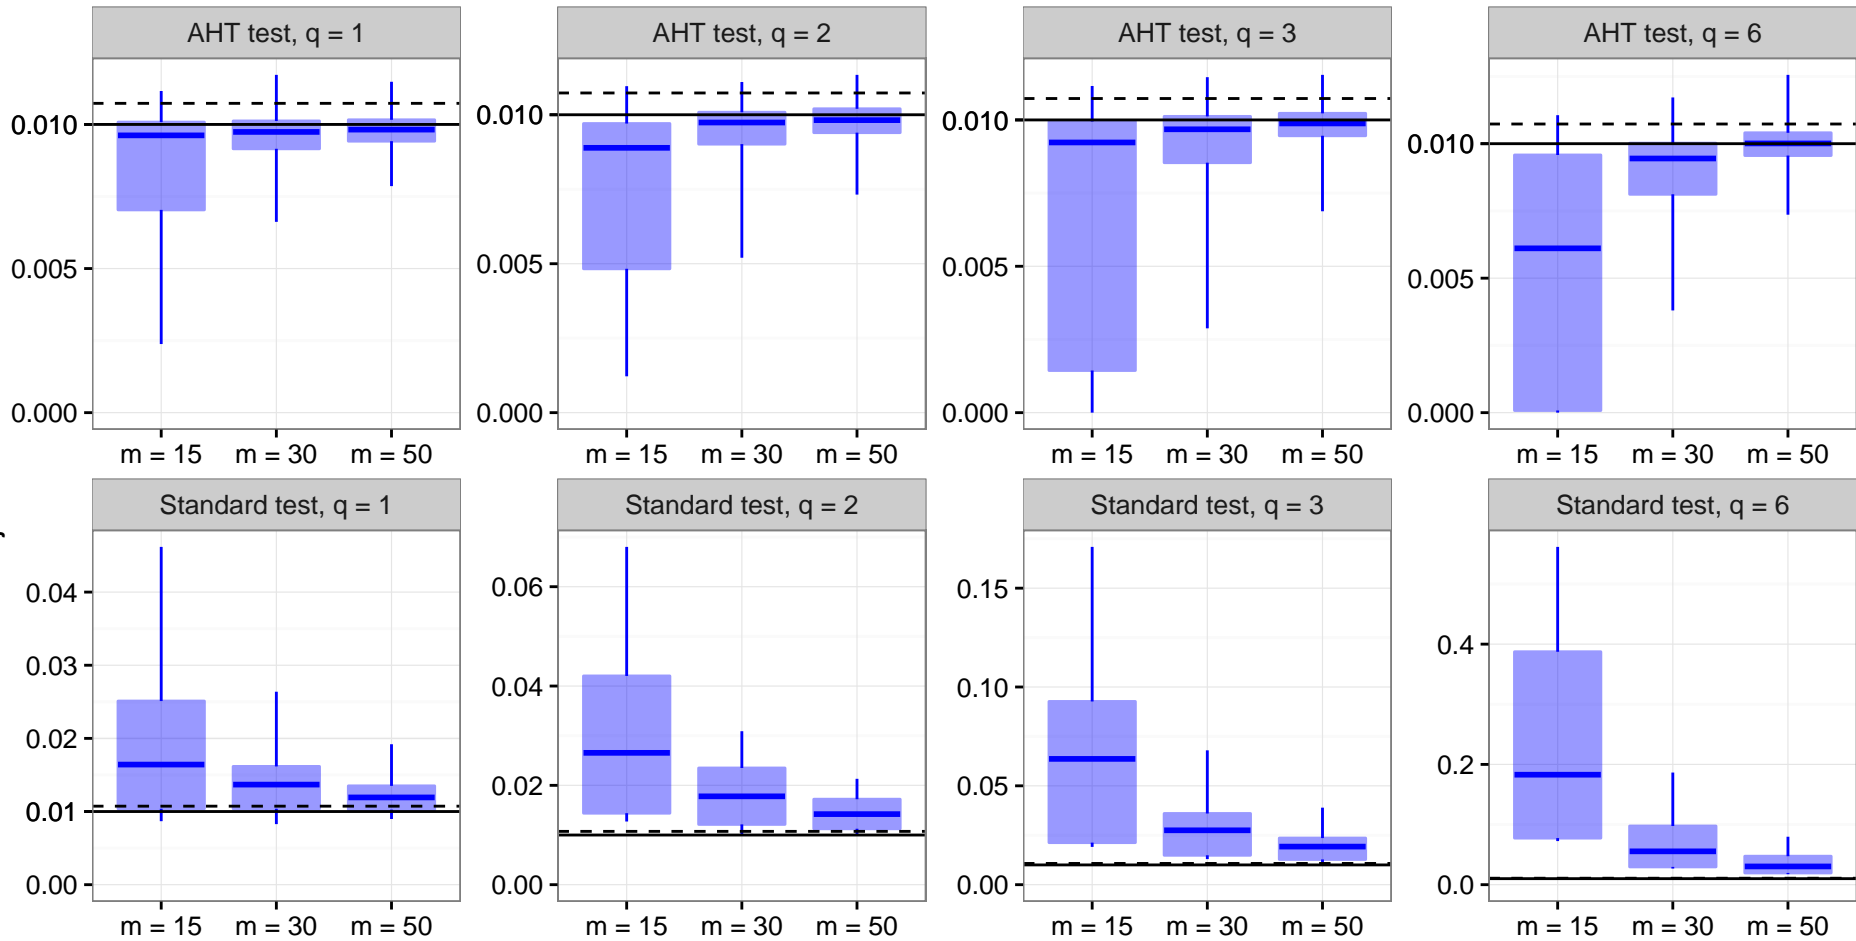 AHT test, q = 1
AHT test, q = 2
AHT test, q = 3
AHT test, q = 6
0.010
0.005
0.000
0.010
0.005
0.000
0.010
0.005
0.000
0.010
0.005
0.000
m = 15 m = 30 m = 50
m = 15 m = 30 m = 50
m = 15 m = 30 m = 50
m = 15 m = 30 m = 50
Standard test, q = 1
Standard test, q = 2
Standard test, q = 3
Standard test, q = 6
0.04
0.03
0.02
0.01
0.00
0.06
0.04
0.02
0.00
0.15
0.10
0.05
0.00
0.4
0.2
0.0
m = 15 m = 30 m = 50
m = 15 m = 30 m = 50
m = 15 m = 30 m = 50
m = 15 m = 30 m = 50